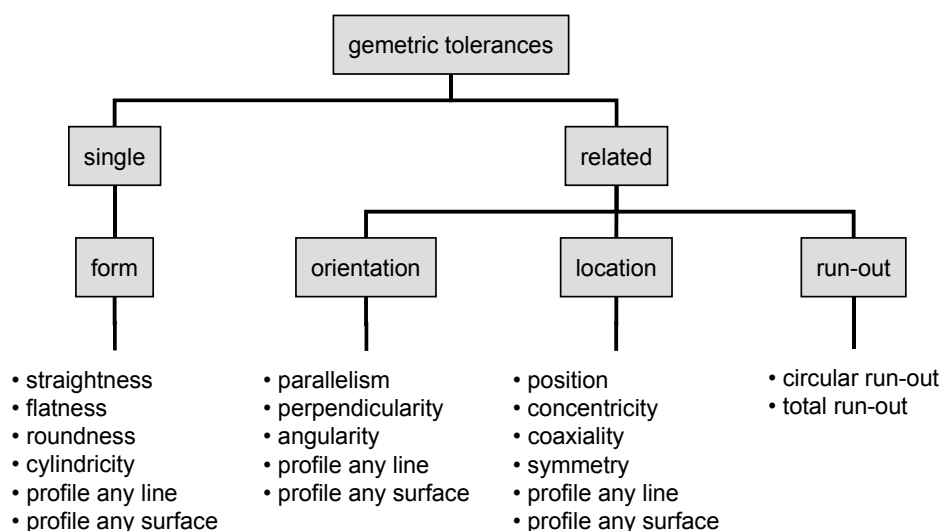 gemetric tolerances
single
related
form
orientation
location
run-out
• straightness
• flatness
• roundness
• cylindricity
• profile any line
• profile any surface
• parallelism
• perpendicularity
• angularity
• profile any line
• profile any surface
• position
• concentricity
• coaxiality
• symmetry
• profile any line
• profile any surface
• circular run-out
• total run-out